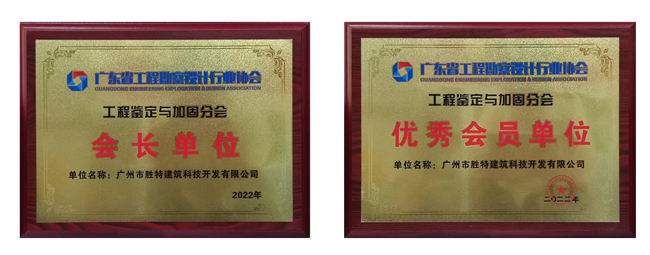 广东省工程勘察设计行业协会
GUANGDONG ENGINEERING EXPLORATION & DESIGN ASSOCIATION
工程鉴定与加固分会
会长单位
单位名称：广州市胜特建筑科技开发有限公司
2022年
广东省工程勘察设计行业协会
GUANGDONG ENGINEERING EXPLORATION & DESIGN ASSOCIATION
工程鉴定与加固分会
优秀会员单位
单位名称：广州市胜特建筑科技开发有限公司
二〇二二年